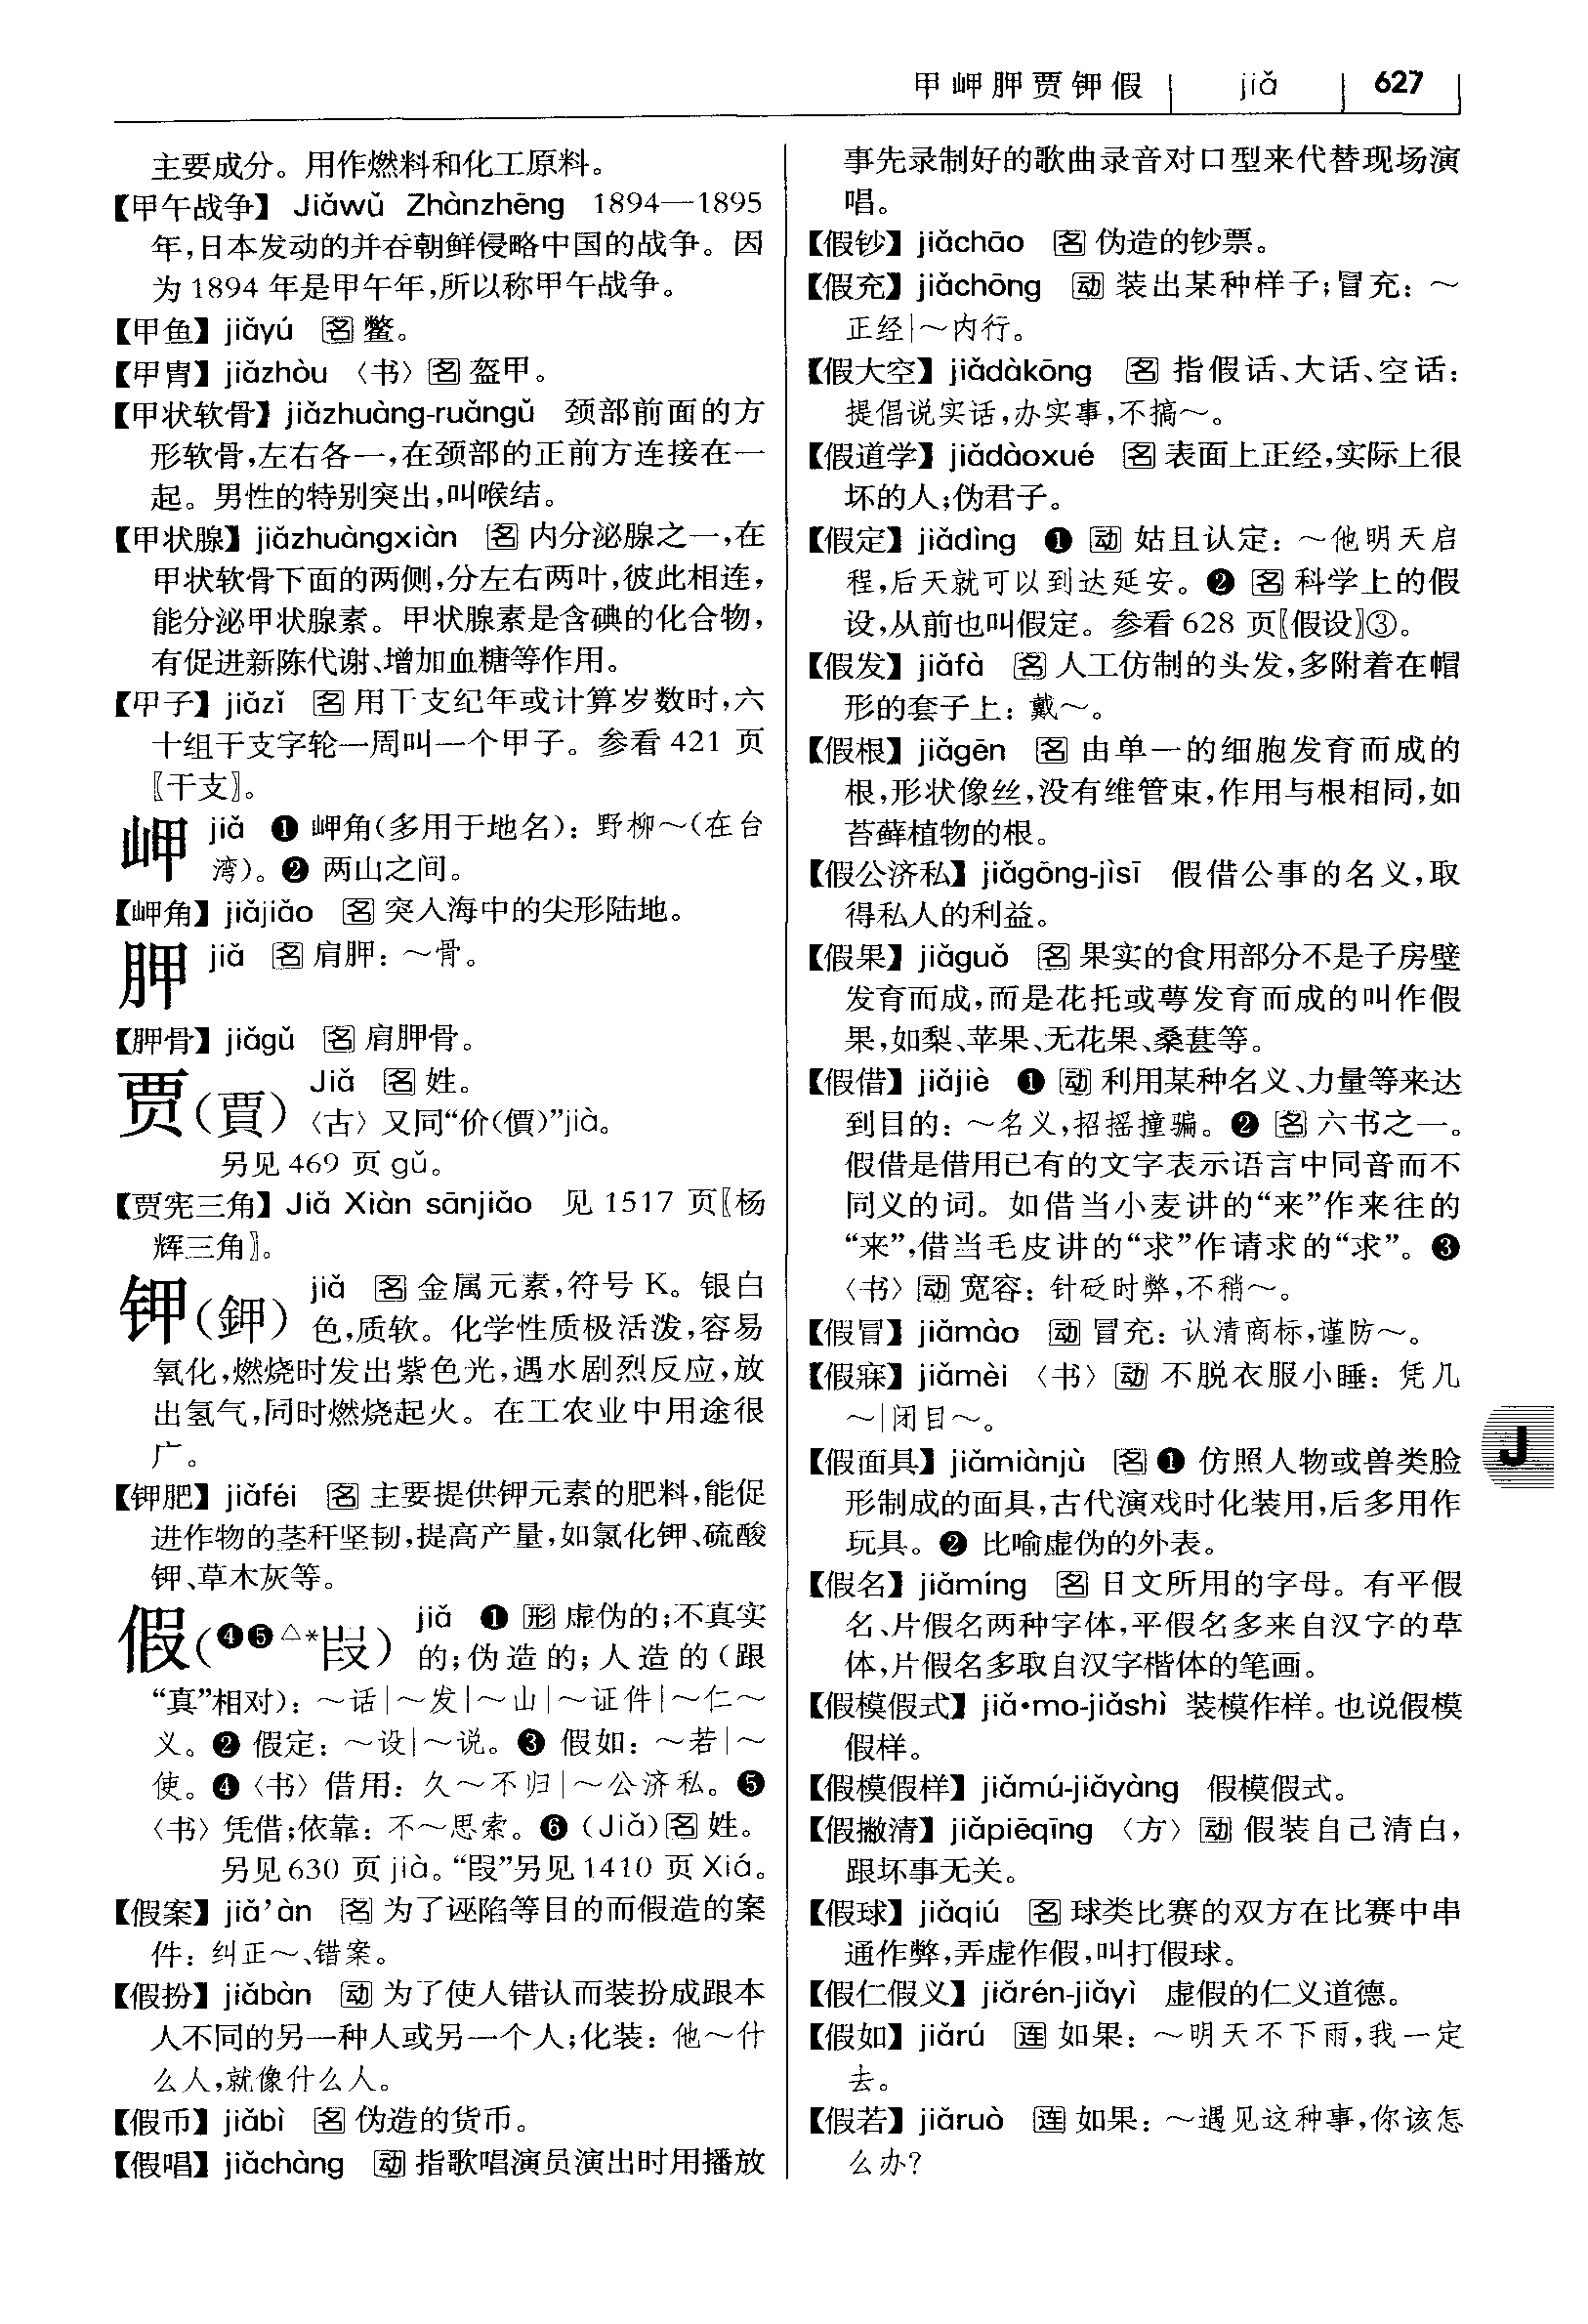 甲岬胛贾钾假 jiǎ 627
主要成分。用作燃料和化工原料。
【甲午战争】 Jiǎwǔ Zhànzhēng 1894—1895
年,日本发动的并吞朝鲜侵略中国的战争。因
为1894年是甲午年,所以称甲午战争。
【甲鱼】 jiǎyú 名 鳖。
【甲胄】 jiǎzhòu 〈书〉名 盔甲。
【甲状软骨】 jiǎzhuàng-ruǎngǔ 颈部前面的方
形软骨,左右各一,在颈部的正前方连接在一
起。男性的特别突出,叫喉结。
【甲状腺】 jiǎzhuàngxiàn 名 内分泌腺之一,在
甲状软骨下面的两侧,分左右两叶,彼此相连,
能分泌甲状腺素。甲状腺素是含碘的化合物,
有促进新陈代谢、增加血糖等作用。
【甲子】 jiǎzǐ 名 用干支纪年或计算岁数时,六
十组干支字轮一周叫一个甲子。参看421页
〖干支〗。
岬 jiǎ ❶ 岬角(多用于地名)：野柳～(在台
湾)。❷ 两山之间。
【岬角】 jiǎjiǎo 名 突入海中的尖形陆地。
胛 jiǎ 名 肩胛：～骨。
【胛骨】 jiǎgǔ 名 肩胛骨。
贾(賈) Jiǎ 名 姓。
〈古〉又同“价(價)”jià。
另见469页 gǔ。
【贾宪三角】 Jiǎ Xiàn sānjiǎo 见1517页〖杨
辉三角〗。
钾(鉀) jiǎ 名 金属元素,符号 K。银白
色,质软。化学性质极活泼,容易
氧化,燃烧时发出紫色光,遇水剧烈反应,放
出氢气,同时燃烧起火。在工农业中用途很
广。
【钾肥】 jiǎféi 名 主要提供钾元素的肥料,能促
进作物的茎秆坚韧,提高产量,如氯化钾、硫酸
钾、草木灰等。
假(❹❺△*叚) jiǎ ❶ 形 虚伪的;不真实
的;伪造的;人造的(跟
“真”相对)：～话|～发|～山|～证件|～仁～
义。❷ 假定：～设|～说。❸ 假如：～若|～
使。❹〈书〉借用：久～不归|～公济私。❺
〈书〉凭借;依靠：不～思索。❻ (Jiǎ)名 姓。
另见630页 jià。“叚”另见1410页 Xiá。
【假案】 jiǎ’àn 名 为了诬陷等目的而假造的案
件：纠正～、错案。
【假扮】 jiǎbàn 动 为了使人错认而装扮成跟本
人不同的另一种人或另一个人;化装：他～什
么人,就像什么人。
【假币】 jiǎbì 名 伪造的货币。
【假唱】 jiǎchàng 动 指歌唱演员演出时用播放
事先录制好的歌曲录音对口型来代替现场演
唱。
【假钞】 jiǎchāo 名 伪造的钞票。
【假充】 jiǎchōng 动 装出某种样子;冒充：～
正经|～内行。
【假大空】 jiǎdàkōng 名 指假话、大话、空话：
提倡说实话,办实事,不搞～。
【假道学】 jiǎdàoxué 名 表面上正经,实际上很
坏的人;伪君子。
【假定】 jiǎdìng ❶ 动 姑且认定：～他明天启
程,后天就可以到达延安。❷ 名 科学上的假
设,从前也叫假定。参看628页〖假设〗③。
【假发】 jiǎfà 名 人工仿制的头发,多附着在帽
形的套子上：戴～。
【假根】 jiǎgēn 名 由单一的细胞发育而成的
根,形状像丝,没有维管束,作用与根相同,如
苔藓植物的根。
【假公济私】 jiǎgōng-jìsī 假借公事的名义,取
得私人的利益。
【假果】 jiǎguǒ 名 果实的食用部分不是子房壁
发育而成,而是花托或萼发育而成的叫作假
果,如梨、苹果、无花果、桑葚等。
【假借】 jiǎjiè ❶ 动 利用某种名义、力量等来达
到目的：～名义,招摇撞骗。❷ 名 六书之一。
假借是借用已有的文字表示语言中同音而不
同义的词。如借当小麦讲的“来”作来往的
“来”,借当毛皮讲的“求”作请求的“求”。❸
〈书〉动 宽容：针砭时弊,不稍～。
【假冒】 jiǎmào 动 冒充：认清商标,谨防～。
【假寐】 jiǎmèi 〈书〉动 不脱衣服小睡：凭几
～|闭目～。
【假面具】 jiǎmiànjù 名 ❶ 仿照人物或兽类脸
形制成的面具,古代演戏时化装用,后多用作
玩具。❷ 比喻虚伪的外表。
【假名】 jiǎmíng 名 日文所用的字母。有平假
名、片假名两种字体,平假名多来自汉字的草
体,片假名多取自汉字楷体的笔画。
【假模假式】 jiǎ•mo-jiǎshì 装模作样。也说假模
假样。
【假模假样】 jiǎmú-jiǎyàng 假模假式。
【假撇清】 jiǎpiēqīng 〈方〉动 假装自己清白,
跟坏事无关。
【假球】 jiǎqiú 名 球类比赛的双方在比赛中串
通作弊,弄虚作假,叫打假球。
【假仁假义】 jiǎrén-jiǎyì 虚假的仁义道德。
【假如】 jiǎrú 连 如果：～明天不下雨,我一定
去。
【假若】 jiǎruò 连 如果：～遇见这种事,你该怎
么办?
J